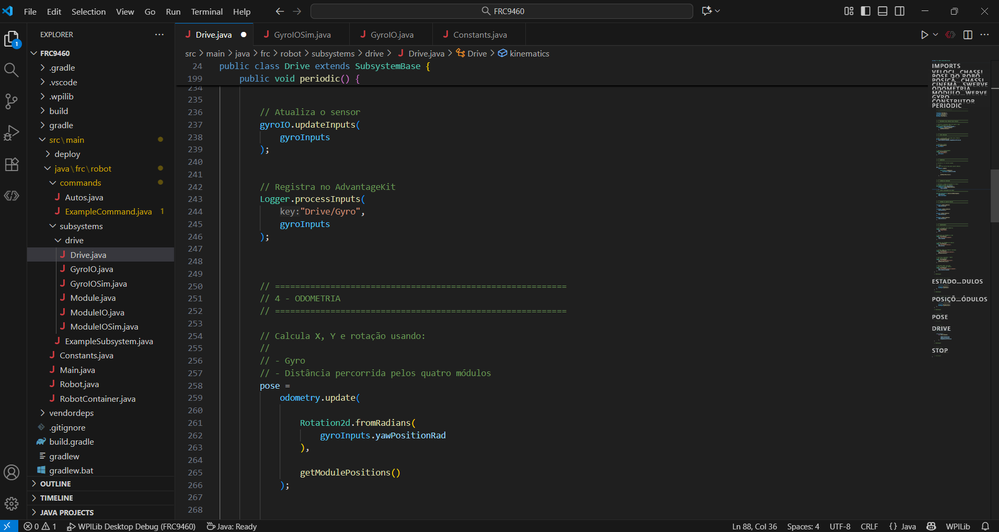 File Edit Selection View Go Run Terminal Help
FRC9460
EXPLORER
1
FRC9460
.gradle
.vscode
.wpilib
build
gradle
src\main
deploy
java\frc\robot
commands
Autos.java
ExampleCommand.java 1
subsystems
drive
Drive.java
GyroIO.java
GyroIOSim.java
Module.java
ModuleIO.java
ModuleIOSim.java
ExampleSubsystem.java
Constants.java
Main.java
Robot.java
RobotContainer.java
vendordeps
.gitignore
build.gradle
gradlew
gradlew.bat
OUTLINE
TIMELINE
JAVA PROJECTS
Drive.java GyroIOSim.java GyroIO.java Constants.java
src > main > java > frc > robot > subsystems > drive > Drive.java > Drive > kinematics
24 public class Drive extends SubsystemBase {
199 public void periodic() {
234
235
236 // Atualiza o sensor
237 gyroIO.updateInputs(
238 gyroInputs
239 );
240
241
242 // Registra no AdvantageKit
243 Logger.processInputs(
244 key:"Drive/Gyro",
245 gyroInputs
246 );
247
248
249
250 // ==========================================================
251 // 4 - ODOMETRIA
252 // ==========================================================
253
254 // Calcula X, Y e rotação usando:
255 //
256 // - Gyro
257 // - Distância percorrida pelos quatro módulos
258 pose =
259 odometry.update(
260
261 Rotation2d.fromRadians(
262 gyroInputs.yawPositionRad
263 ),
264
265 getModulePositions()
266 );
267
268
IMPORTS
VELOCI...CHASSI
POSE DO ROBÔ
POSIÇÃ...CHASSI
CINEMÁ...SWERVE
ODOMETRIA
MÓDULO...WERVE
GYRO
CONSTRUTOR
PERIODIC
ESTADO...DULOS
POSIÇÕ...ÓDULOS
POSE
DRIVE
STOP
0 1 WPILib Desktop Debug (FRC9460) Java: Ready
Ln 88, Col 36 Spaces: 4 UTF-8 CRLF {} Java WPILib